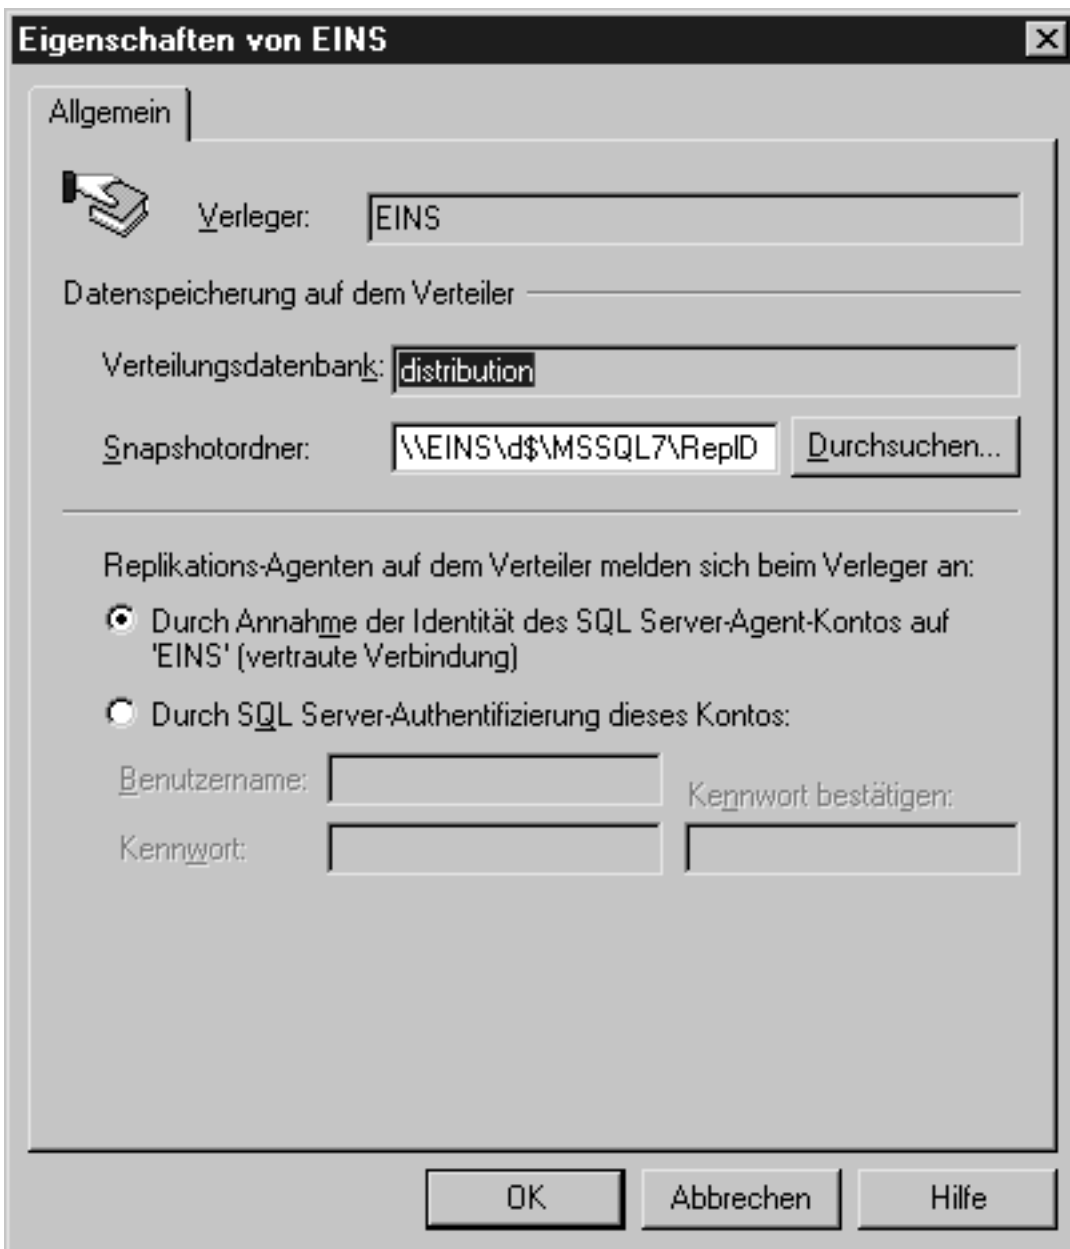 Eigenschaften von EINS
Allgemein
Verleger: EINS
Datenspeicherung auf dem Verteiler
Verteilungsdatenbank: distribution
Snapshotordner: \\EINS\d$\MSSQL7\ReplD Durchsuchen...
Replikations-Agenten auf dem Verteiler melden sich beim Verleger an:
Durch Annahme der Identität des SQL Server-Agent-Kontos auf
'EINS' (vertraute Verbindung)
Durch SQL Server-Authentifizierung dieses Kontos:
Benutzername:
Kennwort bestätigen:
Kennwort:
OK Abbrechen Hilfe